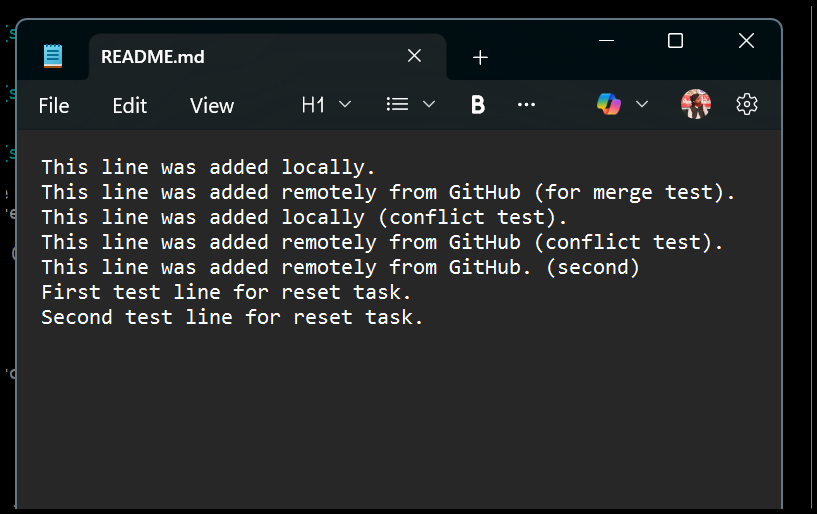 README.md
File Edit View H1 B
This line was added locally.
This line was added remotely from GitHub (for merge test).
This line was added locally (conflict test).
This line was added remotely from GitHub (conflict test).
This line was added remotely from GitHub. (second)
First test line for reset task.
Second test line for reset task.